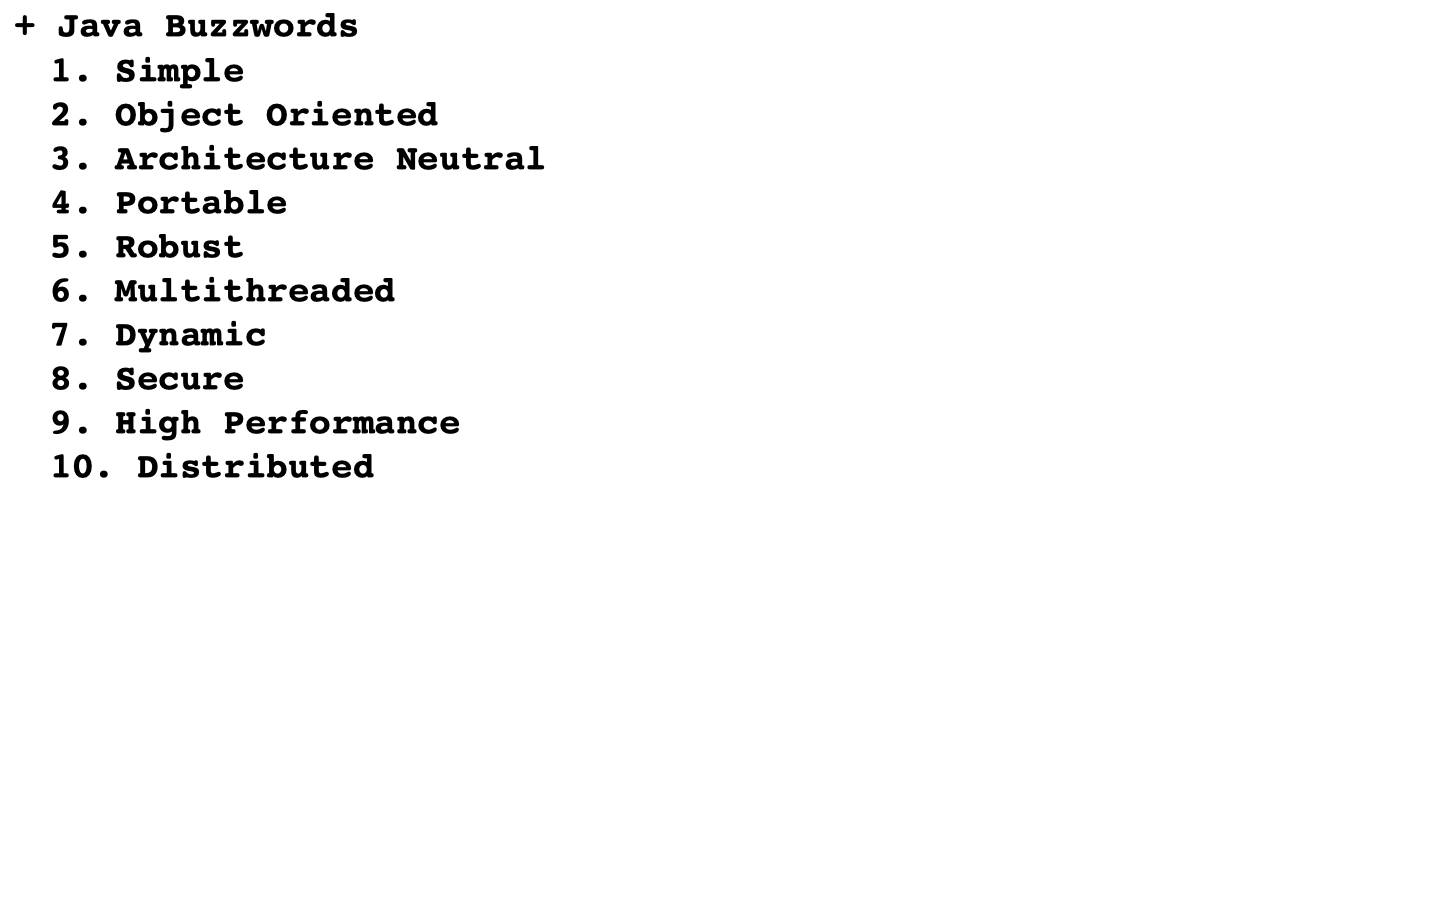 + Java Buzzwords
1. Simple
2. Object Oriented
3. Architecture Neutral
4. Portable
5. Robust
6. Multithreaded
7. Dynamic
8. Secure
9. High Performance
10. Distributed